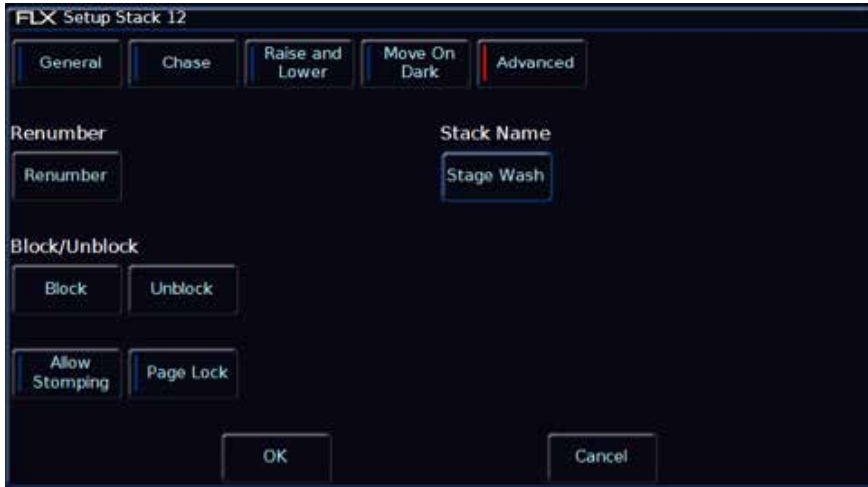 FLX Setup Stack 12
General
Chase
Raise and
Lower
Move On
Dark
Advanced
Renumber
Stack Name
Renumber
Stage Wash
Block/Unblock
Block
Unblock
Allow
Stomping
Page Lock
OK
Cancel